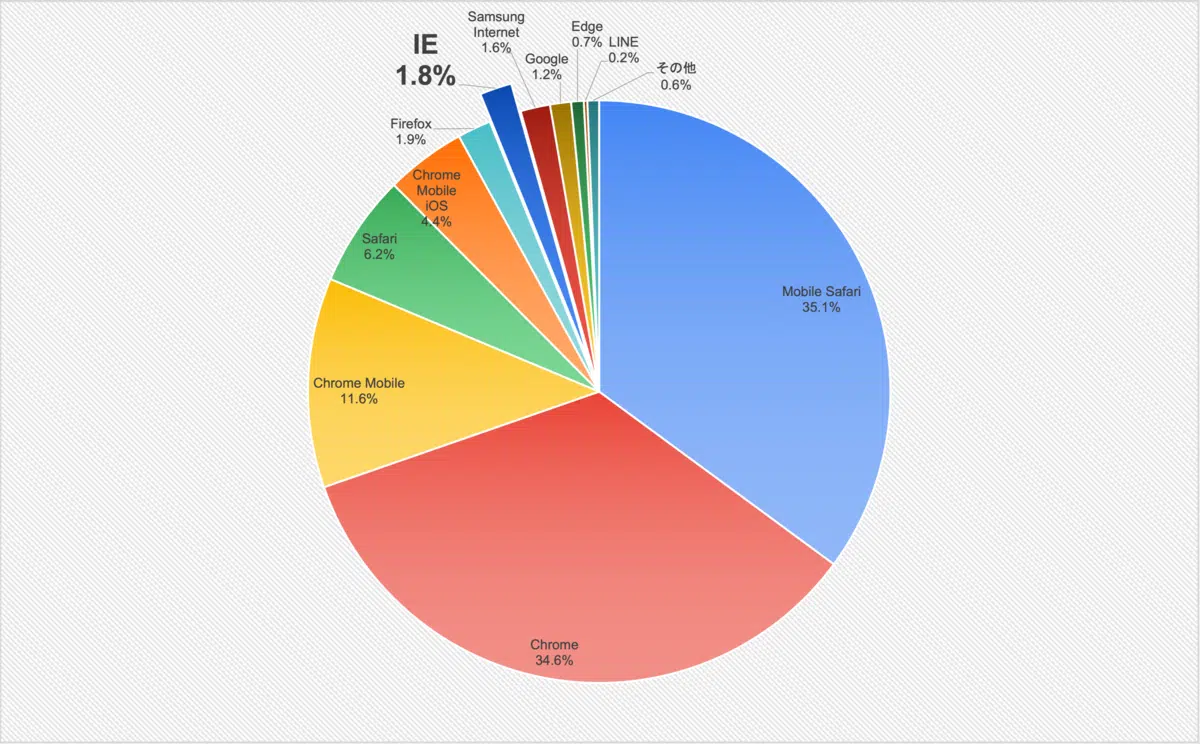 Samsung
Internet
1.6%
Edge
0.7%
LINE
0.2%
IE
1.8%
Google
1.2%
その他
0.6%
Firefox
1.9%
Chrome
Mobile
iOS
4.4%
Safari
6.2%
Mobile Safari
35.1%
Chrome Mobile
11.6%
Chrome
34.6%